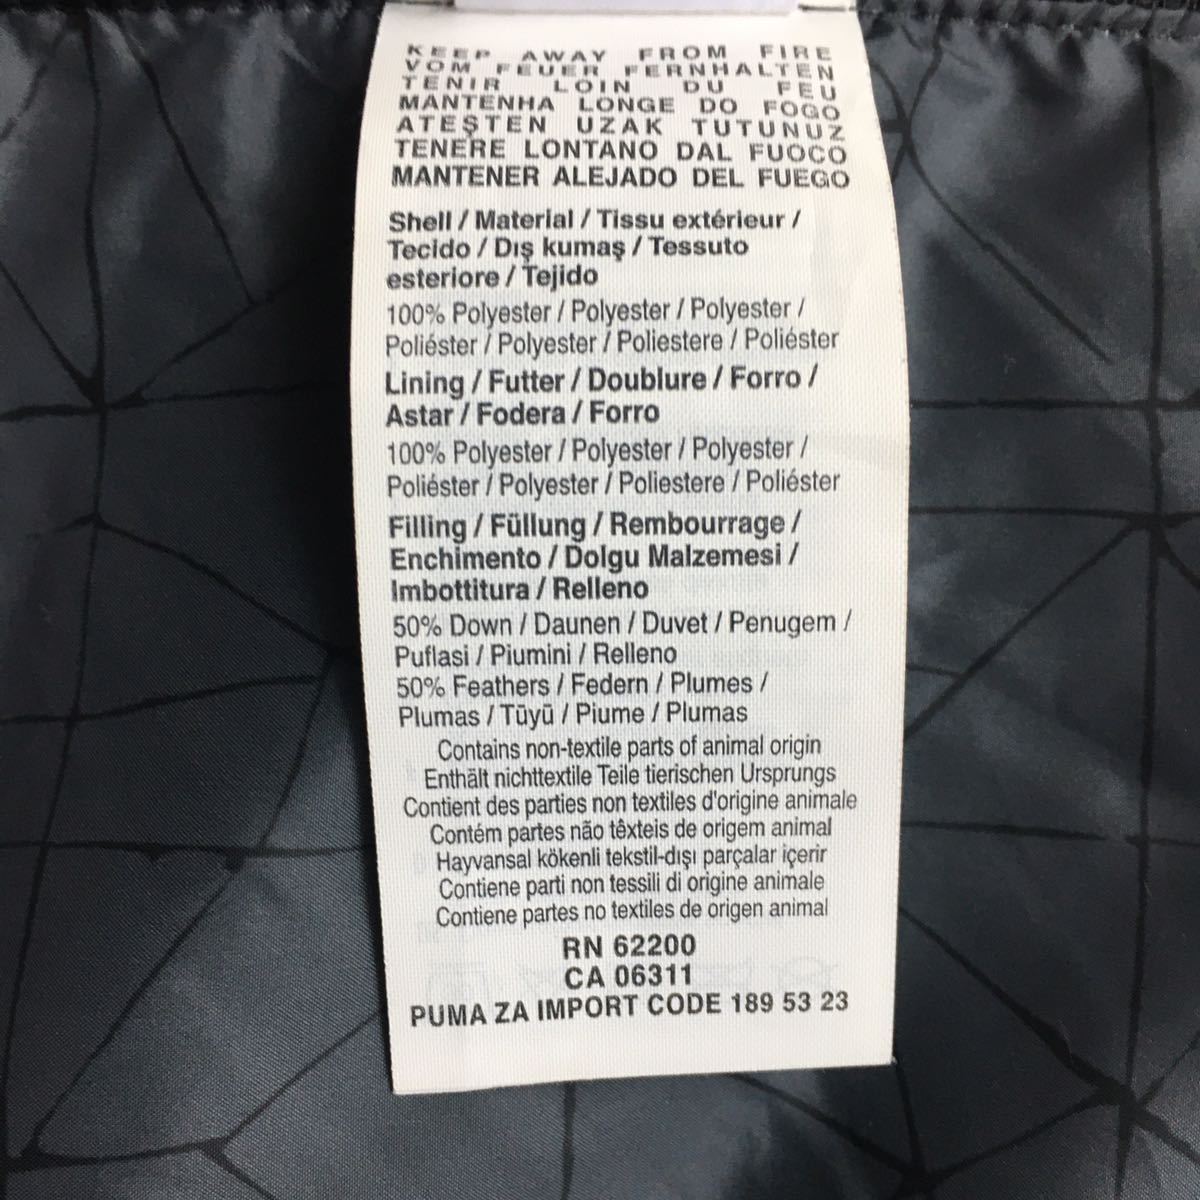 KEEP AWAY FROM FIRE
VOM FEUER FERNHALTEN
TENIR LOIN DU FEU
MANTENHA LONGE DO FOGO
ATEŞTEN UZAK TUTUNUZ
TENERE LONTANO DAL FUOCO
MANTENER ALEJADO DEL FUEGO
Shell / Material / Tissu extérieur /
Tecido / Dış kumaş / Tessuto
esteriore / Tejido
100% Polyester / Polyester / Polyester /
Poliéster / Polyester / Poliestere / Poliéster
Lining / Futter / Doublure / Forro /
Astar / Fodera / Forro
100% Polyester / Polyester / Polyester /
Poliéster / Polyester / Poliestere / Poliéster
Filling / Füllung / Rembourrage /
Enchimento / Dolgu Malzemesi /
Imbottitura / Relleno
50% Down / Daunen / Duvet / Penugem /
Puflasi / Piumini / Relleno
50% Feathers / Federn / Plumes /
Plumas / Tūyū / Piume / Plumas
Contains non-textile parts of animal origin
Enthält nichttextile Teile tierischen Ursprungs
Contient des parties non textiles d'origine animale
Contém partes não têxteis de origem animal
Hayvansal kökenli tekstil-dışı parçalar içerir
Contiene parti non tessili di origine animale
Contiene partes no textiles de origen animal
RN 62200
CA 06311
PUMA ZA IMPORT CODE 189 53 23